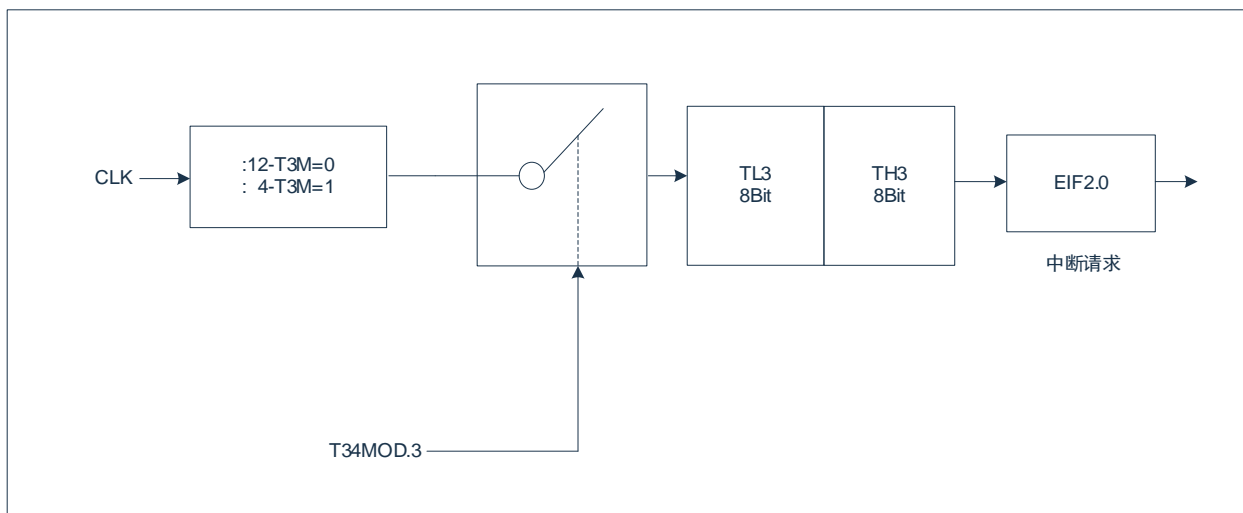 CLK
:12-T3M=0
: 4-T3M=1
TL3
8Bit
TH3
8Bit
EIF2.0
中断请求
T34MOD.3